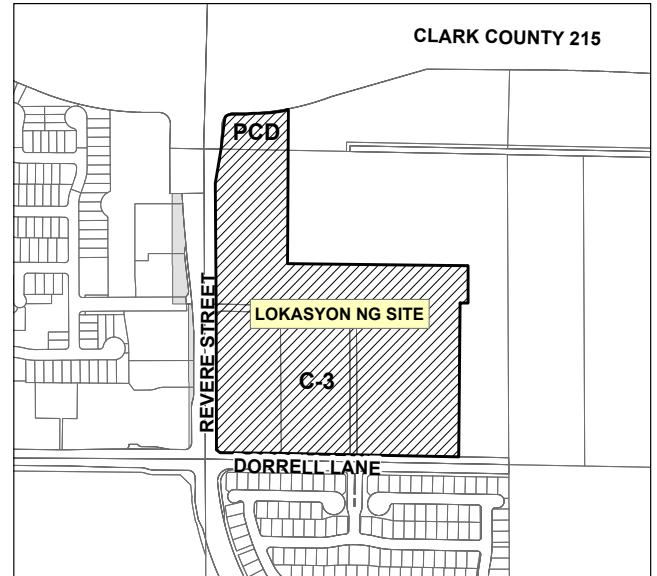 CLARK COUNTY 215
PCD
REVERE STREET
LOKASYON NG SITE
C-3
DORRELL LANE